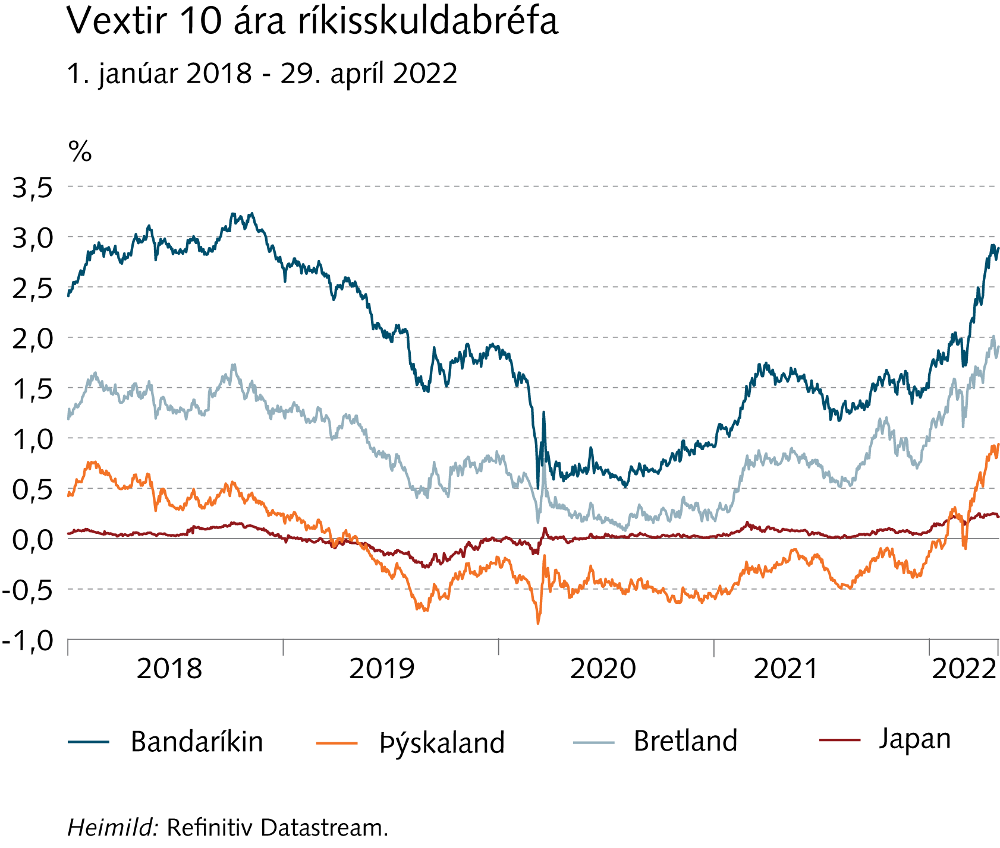 Vextir 10 ára ríkisskuldabréfa
1. janúar 2018 - 29. apríl 2022
%
3,5
3,0
2,5
2,0
1,5
1,0
0,5
0,0
-0,5
-1,0
2018 2019 2020 2021 2022
Bandaríkin Þýskaland Bretland Japan
Heimild: Refinitiv Datastream.